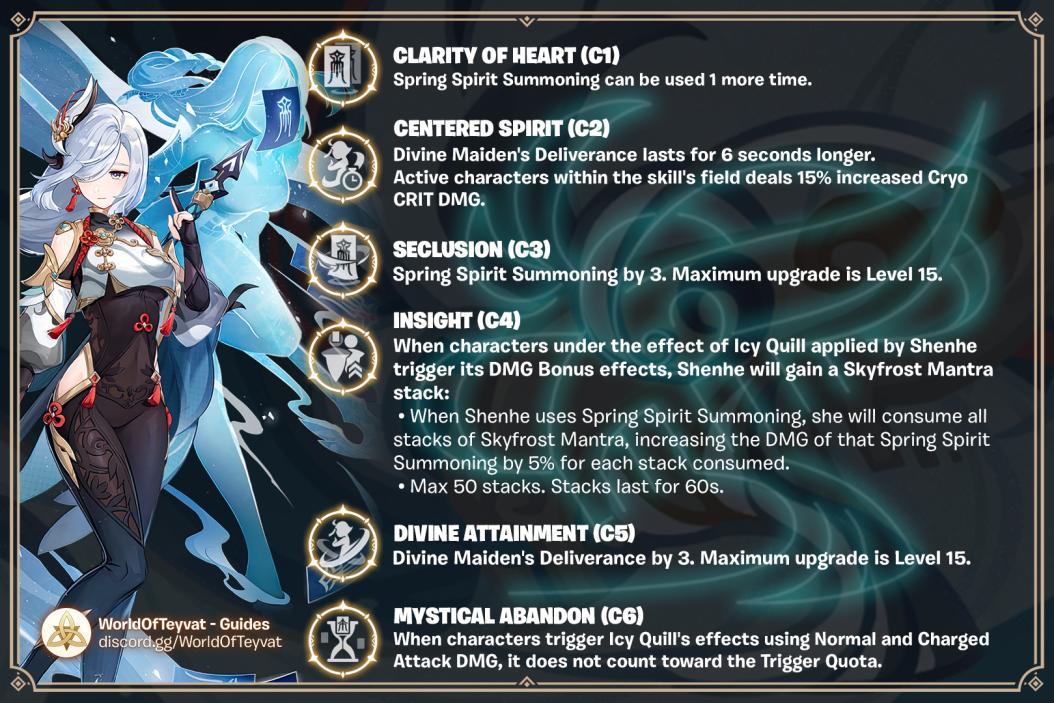 CLARITY OF HEART (C1)
Spring Spirit Summoning can be used 1 more time.
CENTERED SPIRIT (C2)
Divine Maiden's Deliverance lasts for 6 seconds longer.
Active characters within the skill's field deals 15% increased Cryo
CRIT DMG.
SECLUSION (C3)
Spring Spirit Summoning by 3. Maximum upgrade is Level 15.
INSIGHT (C4)
When characters under the effect of Icy Quill applied by Shenhe
trigger its DMG Bonus effects, Shenhe will gain a Skyfrost Mantra
stack:
• When Shenhe uses Spring Spirit Summoning, she will consume all
stacks of Skyfrost Mantra, increasing the DMG of that Spring Spirit
Summoning by 5% for each stack consumed.
• Max 50 stacks. Stacks last for 60s.
DIVINE ATTAINMENT (C5)
Divine Maiden's Deliverance by 3. Maximum upgrade is Level 15.
MYSTICAL ABANDON (C6)
When characters trigger Icy Quill's effects using Normal and Charged
Attack DMG, it does not count toward the Trigger Quota.
WorldOfTeyvat - Guides
discord.gg/WorldOfTeyvat